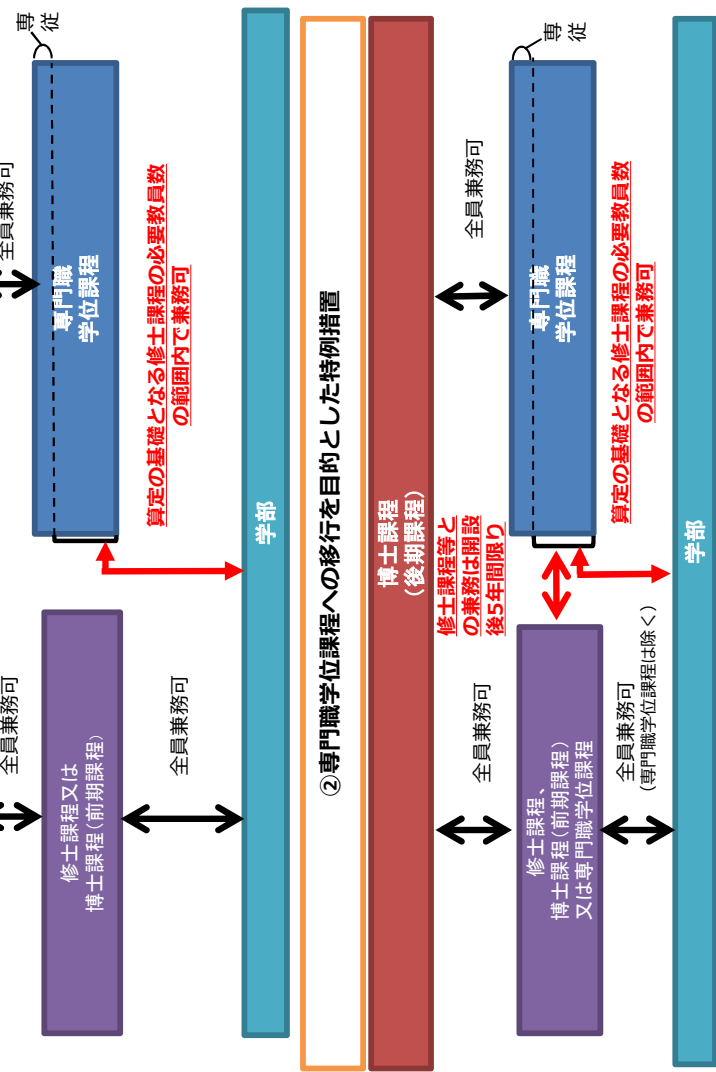 全員兼務可
全員兼務可
専
従
修士課程又は
博士課程(前期課程)
専門職
学位課程
全員兼務可
算定の基礎となる修士課程の必要教員数
の範囲内で兼務可
学部
②専門職学位課程への移行を目的とした特例措置
博士課程
(後期課程)
全員兼務可
修士課程等と
の兼務は開設
後5年間限り
全員兼務可
専
従
修士課程、
博士課程(前期課程)
又は専門職学位課程
専門職
学位課程
全員兼務可
(専門職学位課程は除く)
算定の基礎となる修士課程の必要教員数
の範囲内で兼務可
学部